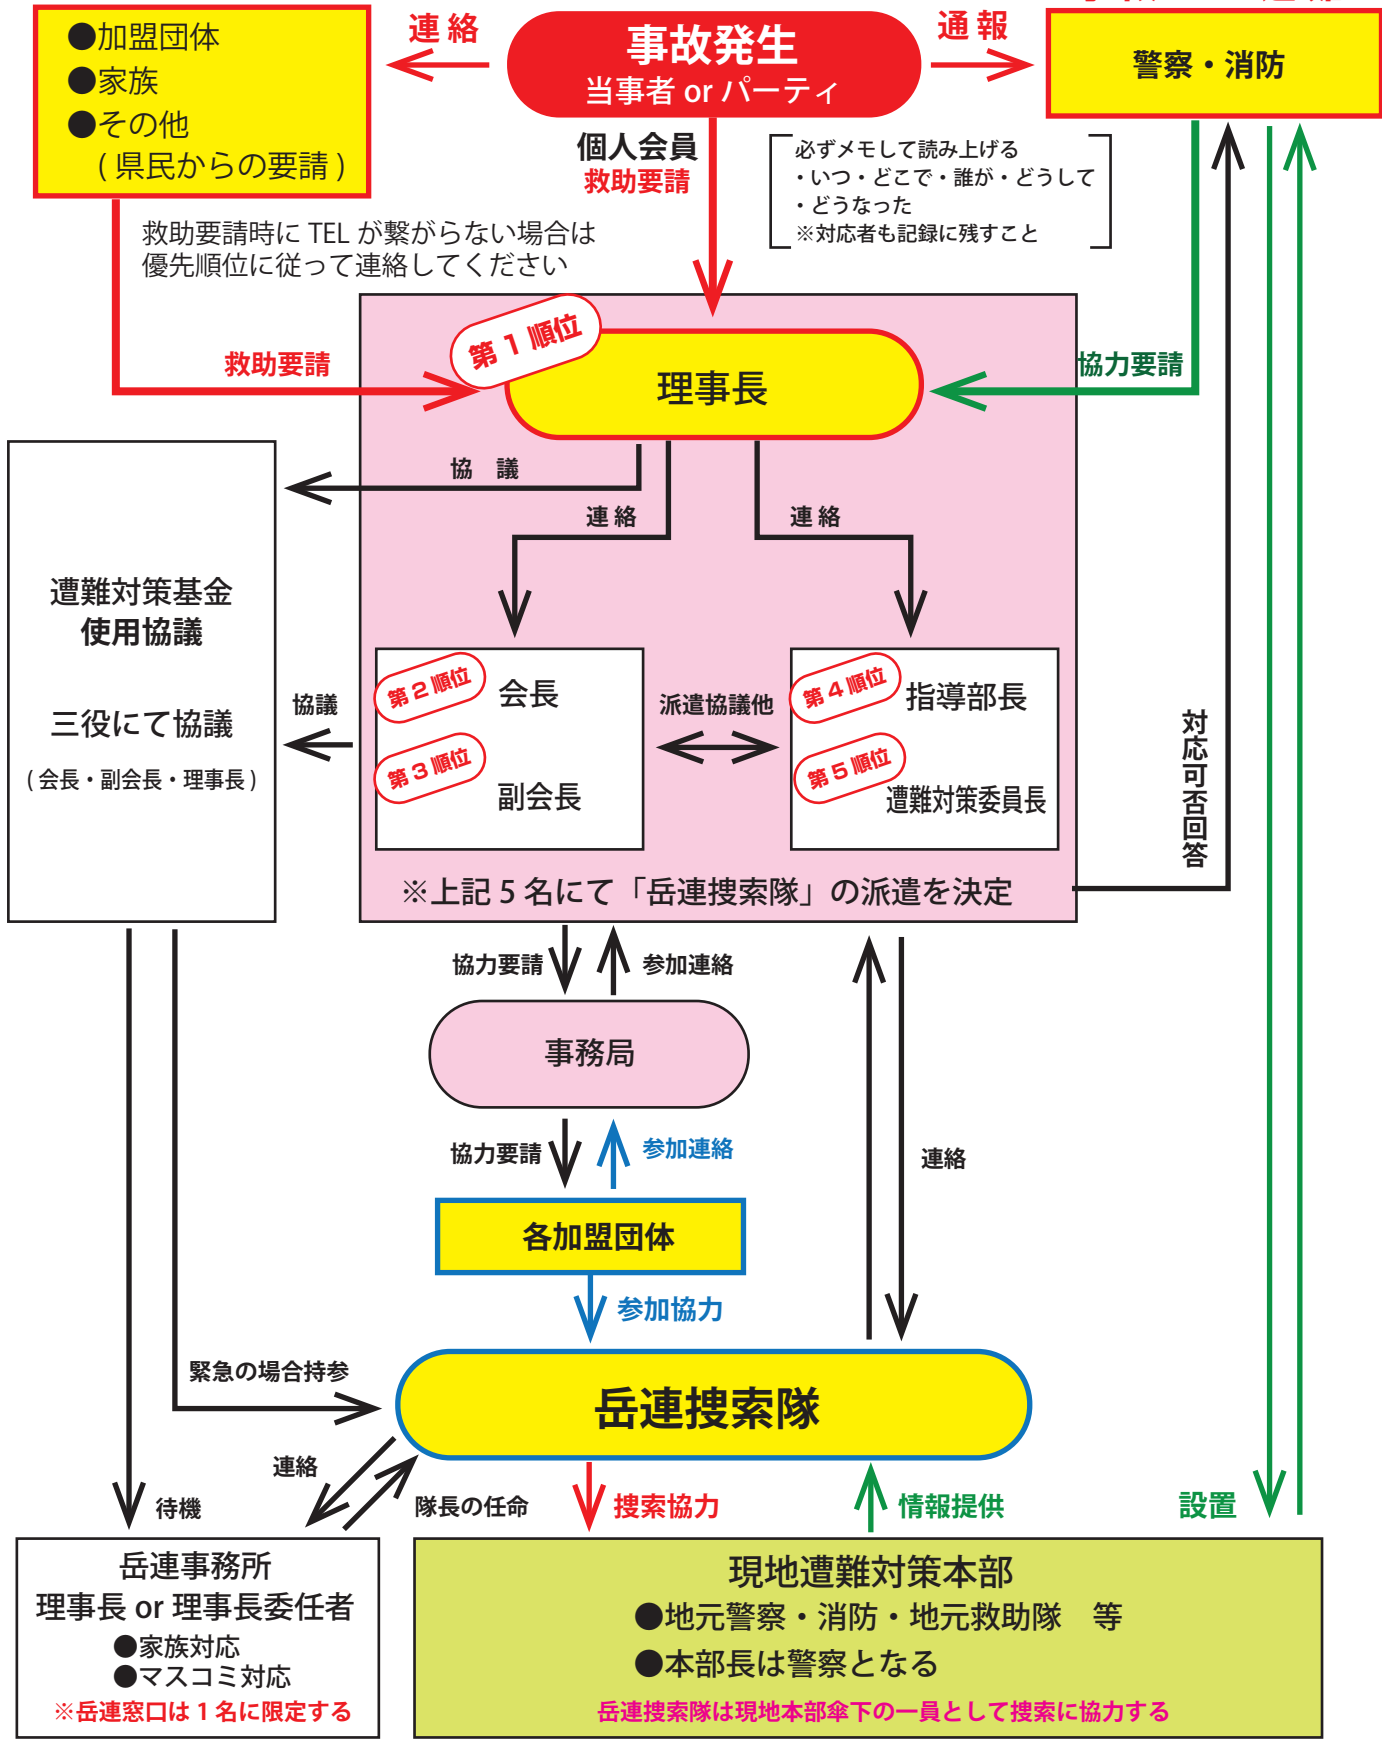 ●加盟団体
●家族
●その他
( 県民からの要請 )
連 絡
事故発生
当事者 or パーティ
通 報
警察・消防
個人会員
救助要請
必ずメモして読み上げる
・いつ・どこで・誰が・どうして
・どうなった
※対応者も記録に残すこと
救助要請時に TEL が繋がらない場合は
優先順位に従って連絡してください
救助要請
第 1 順位
理事長
協力要請
協　議
連 絡
連 絡
遭難対策基金
使用協議
三役にて協議
( 会長・副会長・理事長 )
協議
第 2 順位
会長
第 3 順位
副会長
派遣協議他
第 4 順位
指導部長
第 5 順位
遭難対策委員長
対応可否回答
※上記 5 名にて「岳連捜索隊」の派遣を決定
協力要請
参加連絡
事務局
協力要請
参加連絡
連絡
各加盟団体
参加協力
緊急の場合持参
岳連捜索隊
連絡
待機
隊長の任命
捜索協力
情報提供
設置
岳連事務所
理事長 or 理事長委任者
●家族対応
●マスコミ対応
※岳連窓口は 1 名に限定する
現地遭難対策本部
●地元警察・消防・地元救助隊　等
●本部長は警察となる
岳連捜索隊は現地本部傘下の一員として捜索に協力する